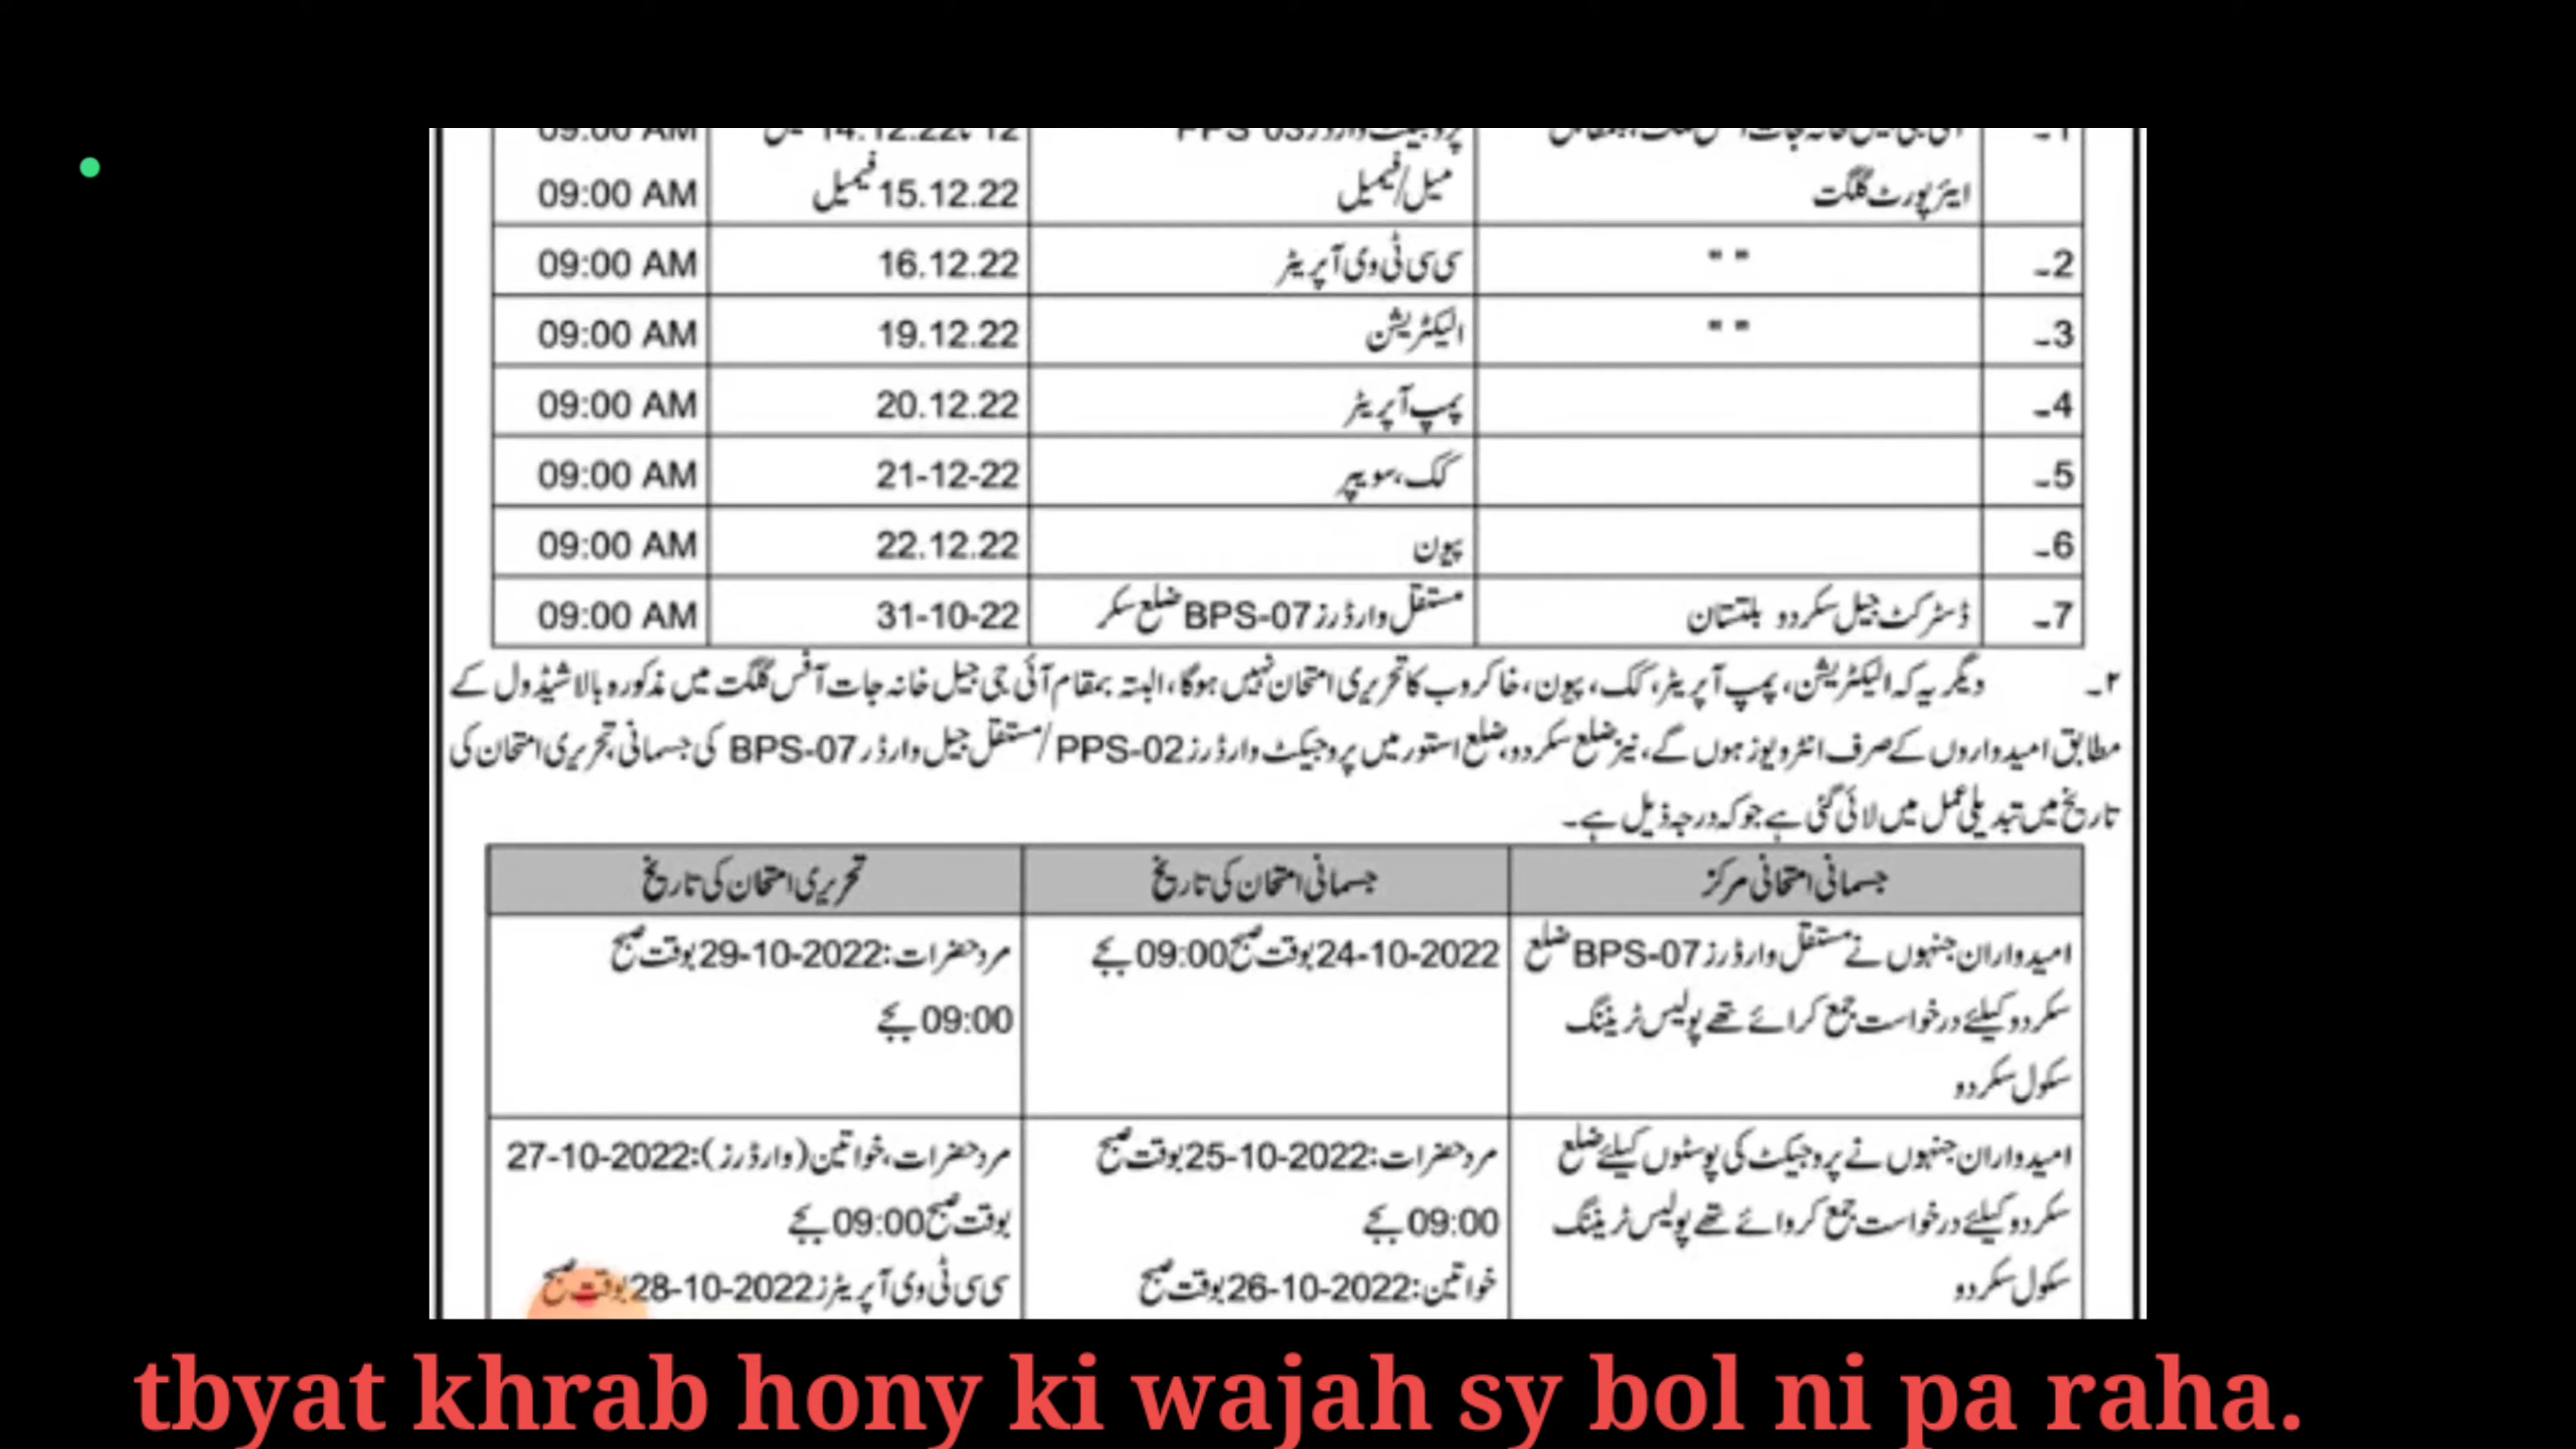 ایئرپورٹ گلگت میل/فیمیل 15.12.22 فیمیل 09:00 AM
2۔ " " سی سی ٹی وی آپریٹر 16.12.22 09:00 AM
3۔ " " الیکٹریشن 19.12.22 09:00 AM
4۔ پمپ آپریٹر 20.12.22 09:00 AM
5۔ کک، سویپر 21-12-22 09:00 AM
6۔ پیون 22.12.22 09:00 AM
7۔ ڈسٹرکٹ جیل سکردو بلتستان مستقل وارڈرز BPS-07 ضلع سکر 31-10-22 09:00 AM
۲۔ دیگر یہ کہ الیکٹریشن، پمپ آپریٹر، کک، پیون، خاکروب کا تحریری امتحان نہیں ہوگا، البتہ بمقام آئی جی جیل خانہ جات آفس گلگت میں مذکورہ بالا شیڈول کے
مطابق امیدواروں کے صرف انٹرویوز ہوں گے، نیز ضلع سکردو، ضلع استور میں پروجیکٹ وارڈرز PPS-02 / مستقل جیل وارڈر BPS-07 کی جسمانی، تحریری امتحان کی
تاریخ میں تبدیلی عمل میں لائی گئی ہے جو کہ درجہ ذیل ہے۔
جسمانی امتحانی مرکز جسمانی امتحان کی تاریخ تحریری امتحان کی تاریخ
امیدواران جنہوں نے مستقل وارڈرز BPS-07 ضلع 24-10-2022 بوقت صبح 09:00 بجے مرد حضرات: 29-10-2022 بوقت صبح
سکردو کیلئے درخواست جمع کرائے تھے پولیس ٹریننگ 09:00 بجے
سکول سکردو
امیدواران جنہوں نے پروجیکٹ کی پوسٹوں کیلئے ضلع مرد حضرات: 25-10-2022 بوقت صبح مرد حضرات، خواتین (وارڈرز): 27-10-2022
سکردو کیلئے درخواست جمع کروائے تھے پولیس ٹریننگ 09:00 بجے بوقت صبح 09:00 بجے
سکول سکردو خواتین: 26-10-2022 بوقت صبح سی سی ٹی وی آپریٹرز 28-10-2022 بوقت صبح
tbyat khrab hony ki wajah sy bol ni pa raha.